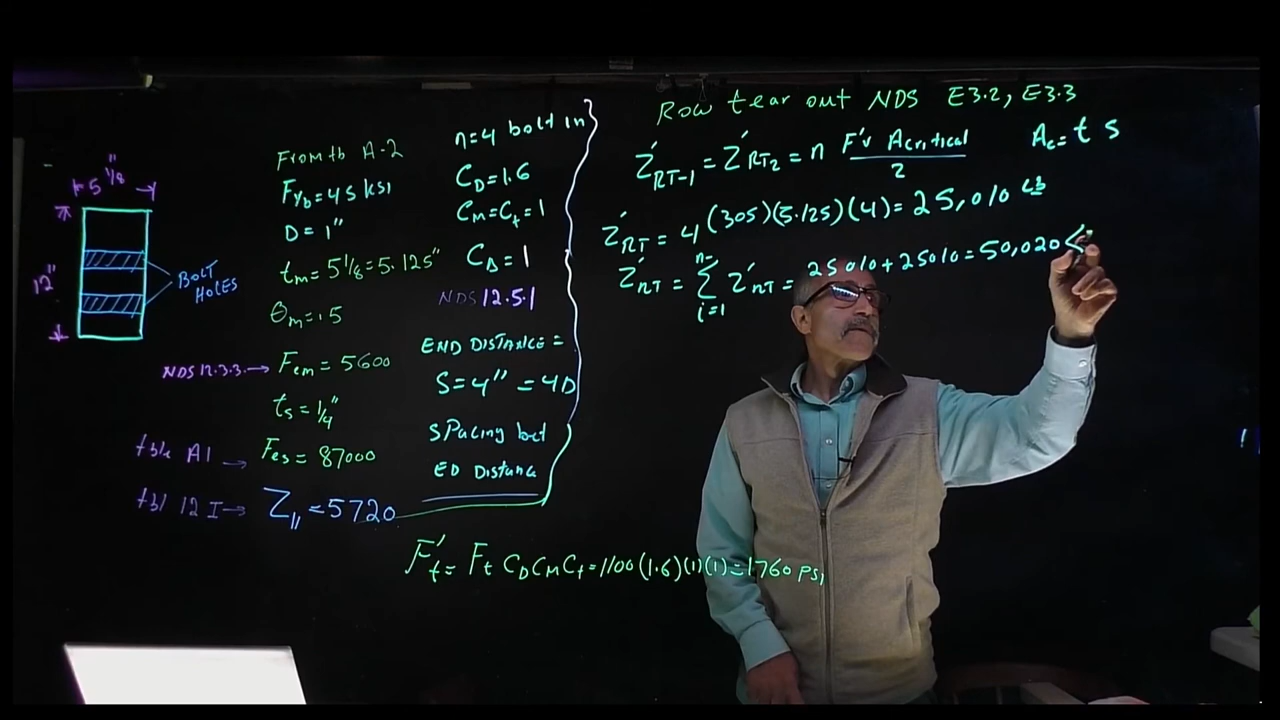 5 1/8"
12"
BOLT
HOLES
From tb A-2
Fyb = 45 ksi
D = 1"
tm = 5 1/8 = 5.125"
θm = .5
NDS 12.3.3. → Fem = 5600
ts = 1/4"
tble A1 → Fes = 87000
tbl 12 I → Z|| = 5720
n=4 bolt in
CD = 1.6
CM = Ct = 1
CΔ = 1
NDS 12.5.1
END DISTANCE =
S = 4" = 4D
SPacing bet
ED Distanc
F't = Ft CD CM Ct = 1100 (1.6)(1)(1) = 1760 PSi
Row tear out NDS E3.2, E3.3
Z'RT-1 = Z'RT2 = n F'v Acritical / 2
Ac = t s
Z'RT = 4 (305)(5.125)(4) = 25,010 LB
Z'RT = Σ i=1 n Z'RT = 25010 + 25010 = 50,020